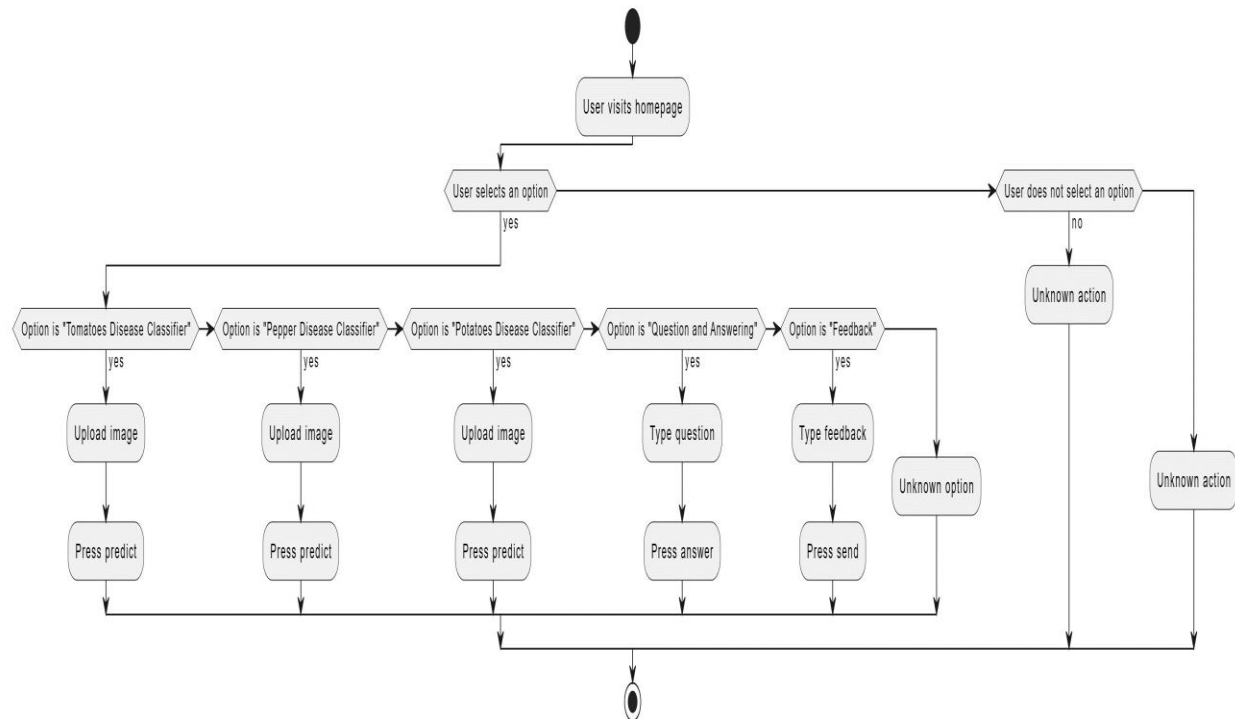 User visits homepage
User selects an option
User does not select an option
yes
no
Unknown action
Option is "Tomatoes Disease Classifier"
Option is "Pepper Disease Classifier"
Option is "Potatoes Disease Classifier"
Option is "Question and Answering"
Option is "Feedback"
yes
yes
yes
yes
yes
Upload image
Upload image
Upload image
Type question
Type feedback
Unknown option
Unknown action
Press predict
Press predict
Press predict
Press answer
Press send